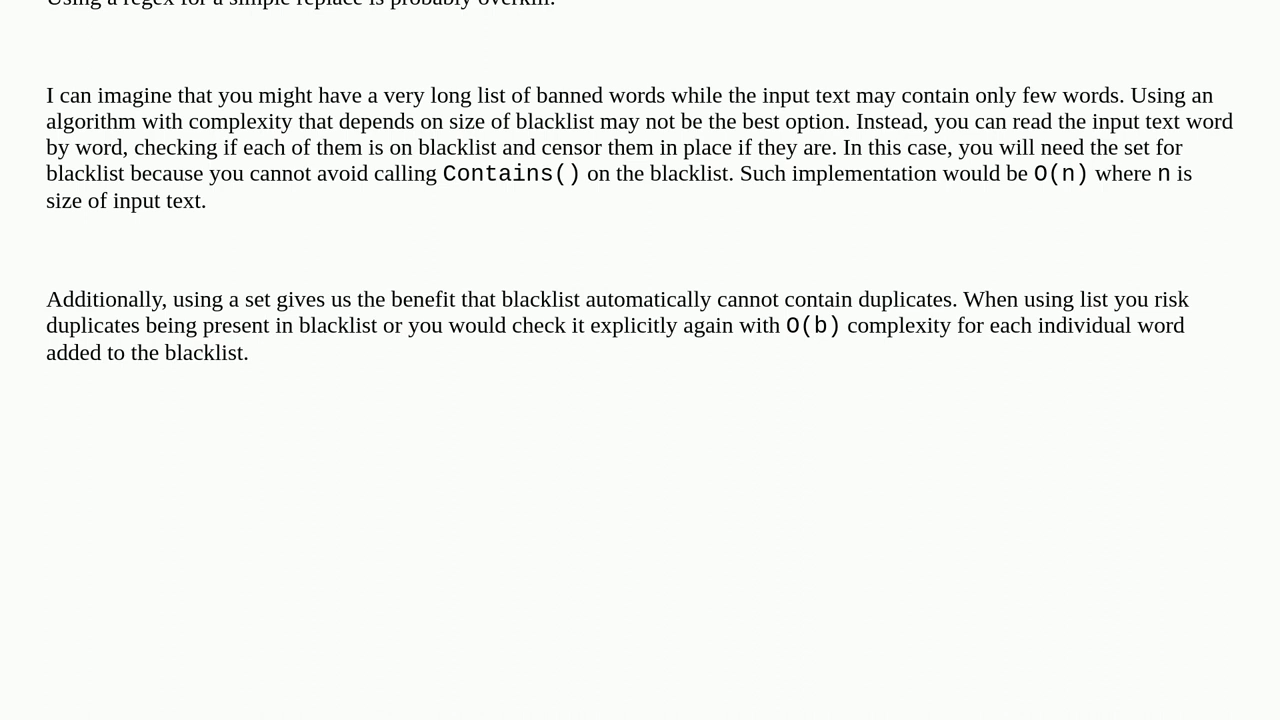 Using a regex for a simple replace is probably overkill.
I can imagine that you might have a very long list of banned words while the input text may contain only few words. Using an
algorithm with complexity that depends on size of blacklist may not be the best option. Instead, you can read the input text word
by word, checking if each of them is on blacklist and censor them in place if they are. In this case, you will need the set for
blacklist because you cannot avoid calling Contains() on the blacklist. Such implementation would be O(n) where n is
size of input text.
Additionally, using a set gives us the benefit that blacklist automatically cannot contain duplicates. When using list you risk
duplicates being present in blacklist or you would check it explicitly again with O(b) complexity for each individual word
added to the blacklist.